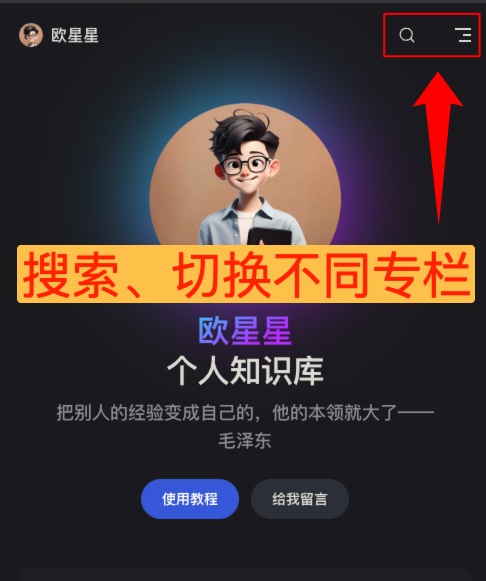 欧星星
搜索、切换不同专栏
欧星星
个人知识库
把别人的经验变成自己的，他的本领就大了——
毛泽东
使用教程
给我留言